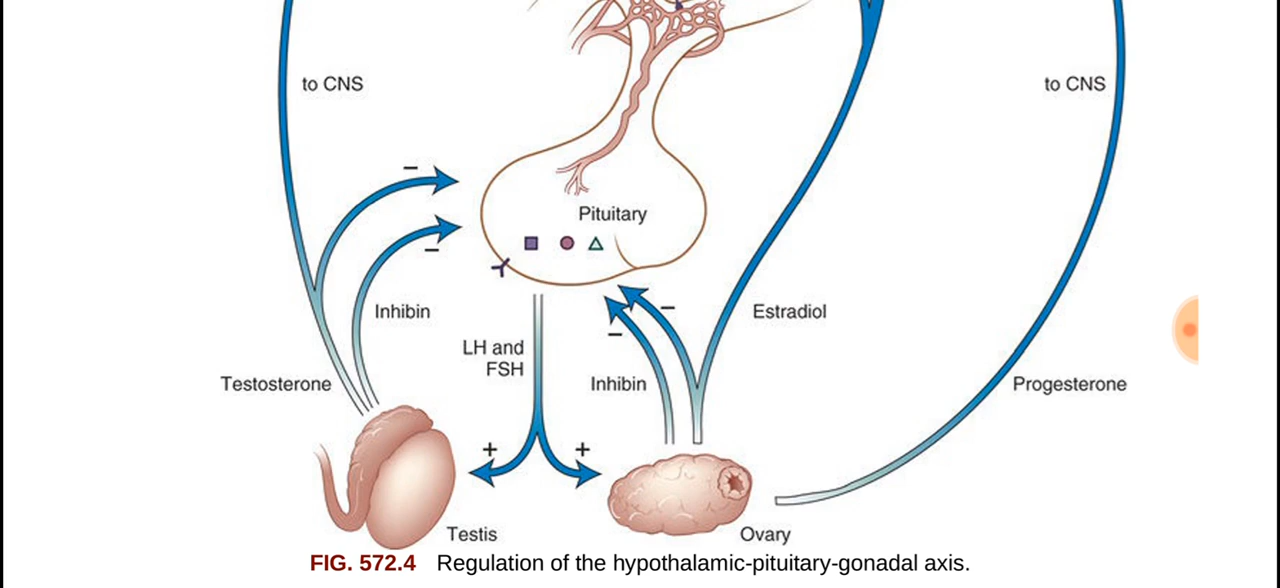 to CNS
to CNS
−
Pituitary
−
Inhibin
−
Estradiol
−
LH and
FSH
Testosterone
Inhibin
Progesterone
+
+
Testis
Ovary
FIG. 572.4 Regulation of the hypothalamic-pituitary-gonadal axis.